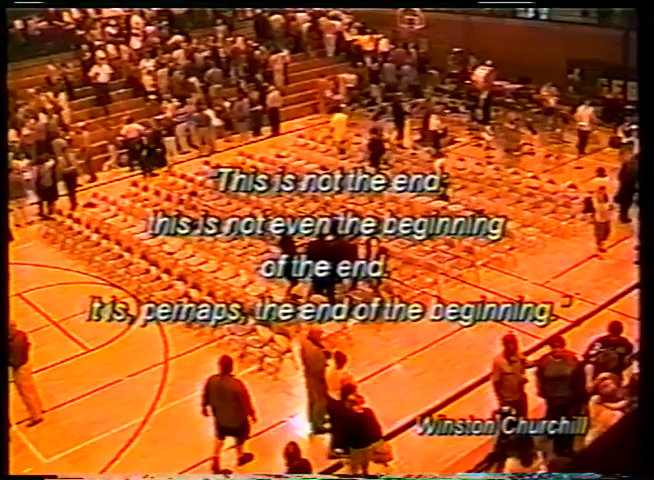 "This is not the end;
this is not even the beginning
of the end.
It is, perhaps, the end of the beginning."
Winston Churchill